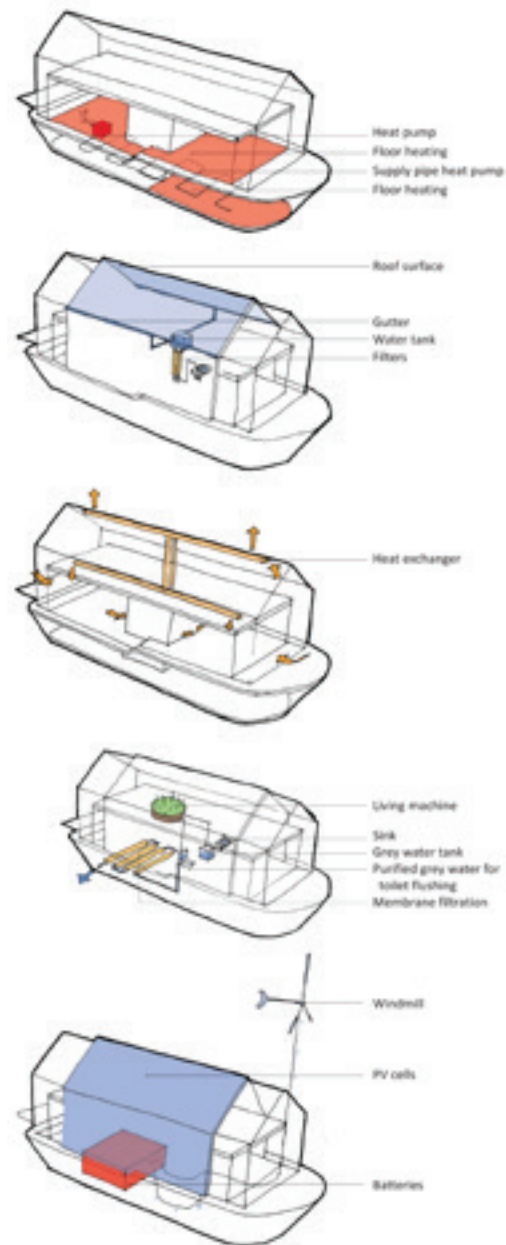 Heat pump
Floor heating
Supply pipe heat pump
Floor heating
Roof surface
Gutter
Water tank
Filters
Heat exchanger
Living machine
Sink
Grey water tank
Purified grey water for
toilet flushing
Membrane filtration
Windmill
PV cells
Batteries